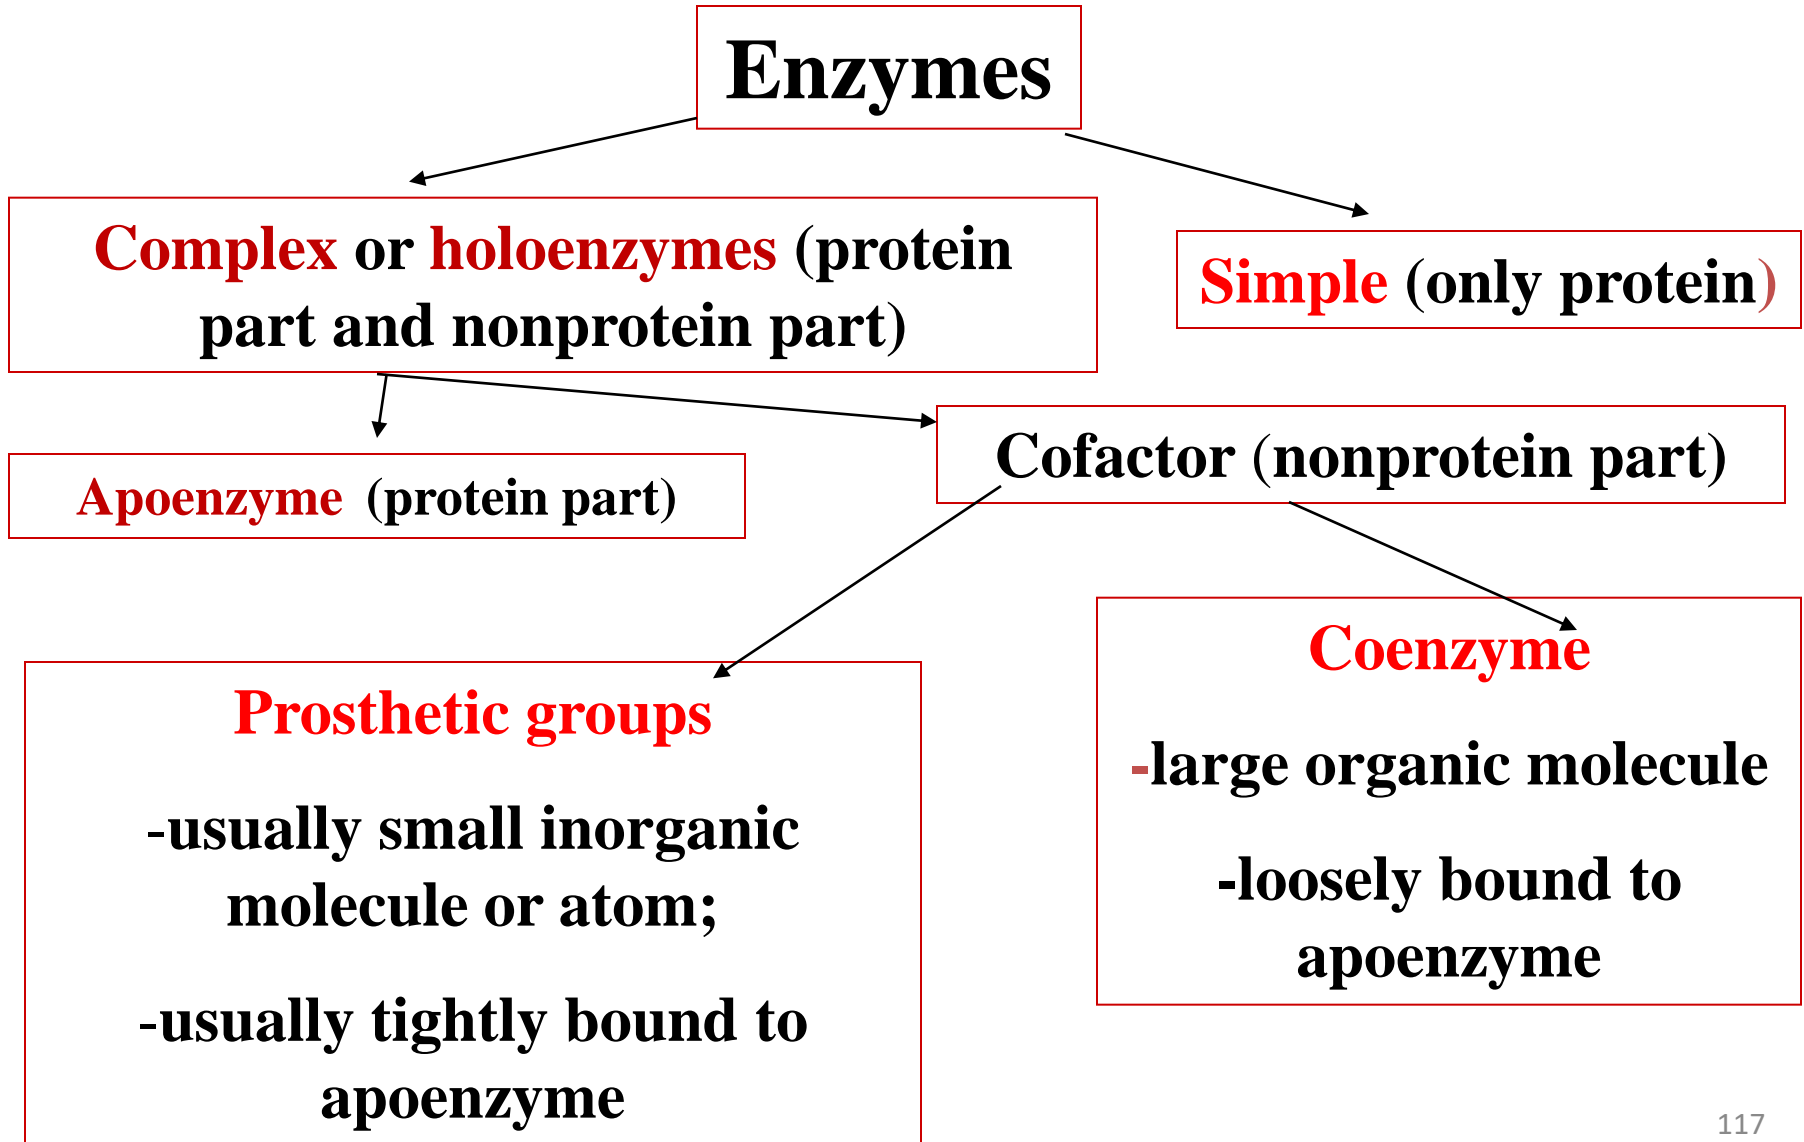 Enzymes
Complex or holoenzymes (protein
part and nonprotein part)
Simple (only protein)
Apoenzyme (protein part)
Cofactor (nonprotein part)
Prosthetic groups
-usually small inorganic
molecule or atom;
-usually tightly bound to
apoenzyme
Coenzyme
-large organic molecule
-loosely bound to
apoenzyme
117